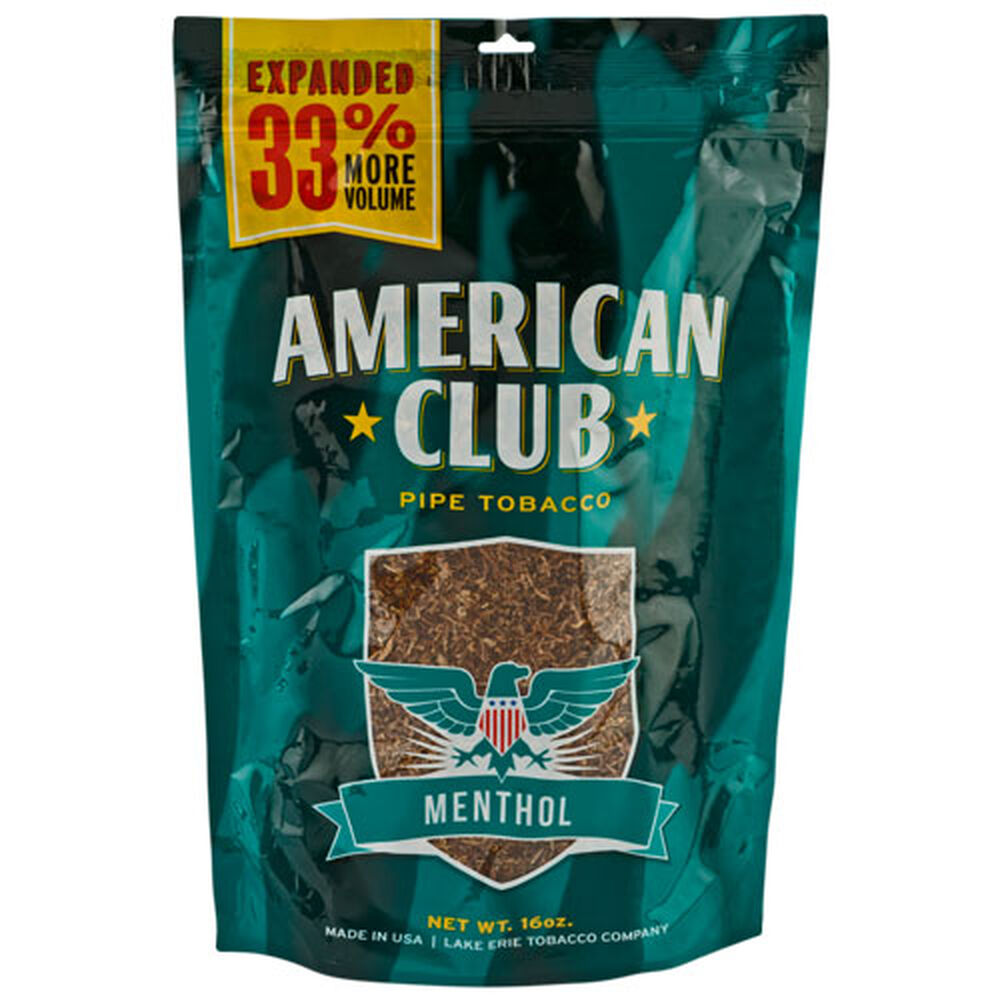 EXPANDED
33%
MORE
VOLUME
AMERICAN
CLUB
PIPE TOBACCO
MENTHOL
NET WT. 16oz.
MADE IN USA | LAKE ERIE TOBACCO COMPANY